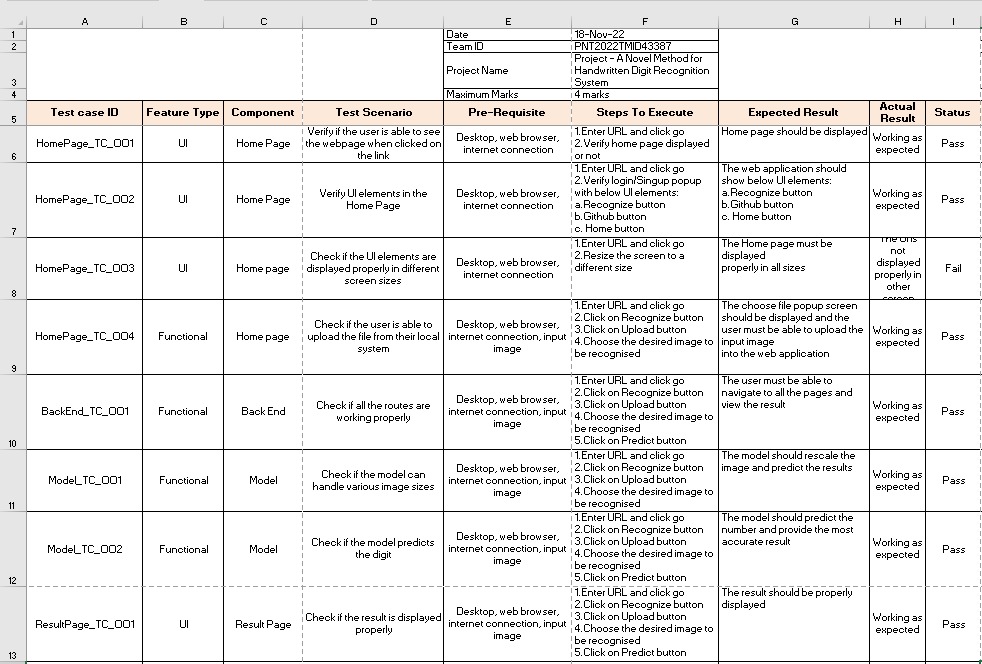 A B C D E F G H I
1 Date 18-Nov-22
2 Team ID PNT2022TMID43387
3 Project Name Project - A Novel Method for
Handwritten Digit Recognition
System
4 Maximum Marks 4 marks
5 Test case ID Feature Type Component Test Scenario Pre-Requisite Steps To Execute Expected Result Actual
Result Status
6 HomePage_TC_OO1 UI Home Page
Verify if the user is able to see
the webpage when clicked on
the link
Desktop, web browser,
internet connection
1.Enter URL and click go
2.Verify home page displayed
or not
Home page should be displayed
Working as
expected
Pass
7 HomePage_TC_OO2 UI Home Page
Verify UI elements in the
Home Page
Desktop, web browser,
internet connection
1.Enter URL and click go
2.Verify login/Singup popup
with below UI elements:
a.Recognize button
b.Github button
c. Home button
The web application should
show below UI elements:
a.Recognize button
b.Github button
c. Home button
Working as
expected
Pass
8 HomePage_TC_OO3 UI Home page
Check if the UI elements are
displayed properly in different
screen sizes
Desktop, web browser,
internet connection
1.Enter URL and click go
2.Resize the screen to a
different size
The Home page must be
displayed
properly in all sizes
The UI is
not
displayed
properly in
other
screen
Fail
9 HomePage_TC_OO4 Functional Home page
Check if the user is able to
upload the file from their local
system
Desktop, web browser,
internet connection, input
image
1.Enter URL and click go
2.Click on Recognize button
3.Click on Upload button
4.Choose the desired image to
be recognised
The choose file popup screen
should be displayed and the
user must be able to upload the
input image
into the web application
Working as
expected
Pass
10 BackEnd_TC_OO1 Functional Back End
Check if all the routes are
working properly
Desktop, web browser,
internet connection, input
image
1.Enter URL and click go
2.Click on Recognize button
3.Click on Upload button
4.Choose the desired image to
be recognised
5.Click on Predict button
The user must be able to
navigate to all the pages and
view the result
Working as
expected
Pass
11 Model_TC_OO1 Functional Model
Check if the model can
handle various image sizes
Desktop, web browser,
internet connection, input
image
1.Enter URL and click go
2.Click on Recognize button
3.Click on Upload button
4.Choose the desired image to
be recognised
The model should rescale the
image and predict the results
Working as
expected
Pass
12 Model_TC_OO2 Functional Model
Check if the model predicts
the digit
Desktop, web browser,
internet connection, input
image
1.Enter URL and click go
2.Click on Recognize button
3.Click on Upload button
4.Choose the desired image to
be recognised
5.Click on Predict button
The model should predict the
number and provide the most
accurate result
Working as
expected
Pass
13 ResultPage_TC_OO1 UI Result Page
Check if the result is displayed
properly
Desktop, web browser,
internet connection, input
image
1.Enter URL and click go
2.Click on Recognize button
3.Click on Upload button
4.Choose the desired image to
be recognised
5.Click on Predict button
The result should be properly
displayed
Working as
expected
Pass